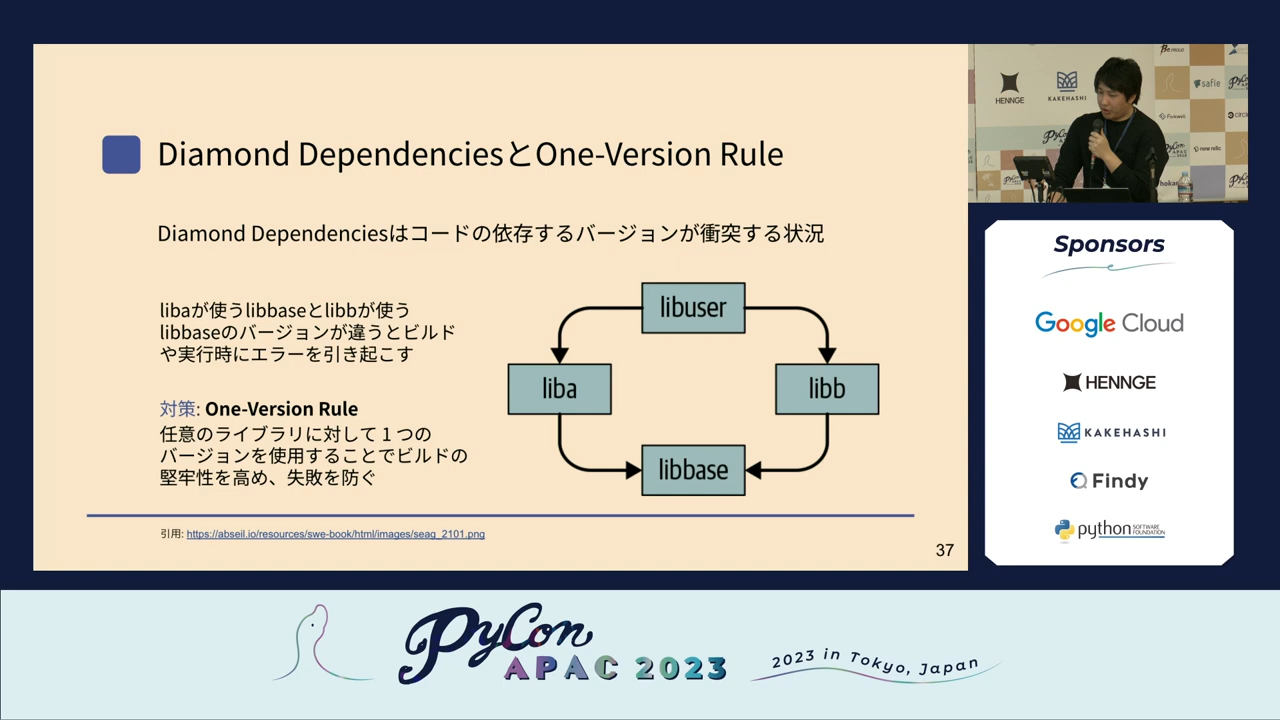 Diamond DependenciesとOne-Version Rule
Diamond Dependenciesはコードの依存するバージョンが衝突する状況
libaが使うlibbaseとlibbが使う
libbaseのバージョンが違うとビルド
や実行時にエラーを引き起こす
対策: One-Version Rule
任意のライブラリに対して１つの
バージョンを使用することでビルドの
堅牢性を高め、失敗を防ぐ
libuser
liba
libb
libbase
引用: https://abseil.io/resources/swe-book/html/images/seag_2101.png
37
HENNGE
KAKEHASHI
safie
new relic
Sponsors
Google Cloud
HENNGE
KAKEHASHI
Findy
python SOFTWARE FOUNDATION
PyCon
APAC 2023
2023 in Tokyo, Japan